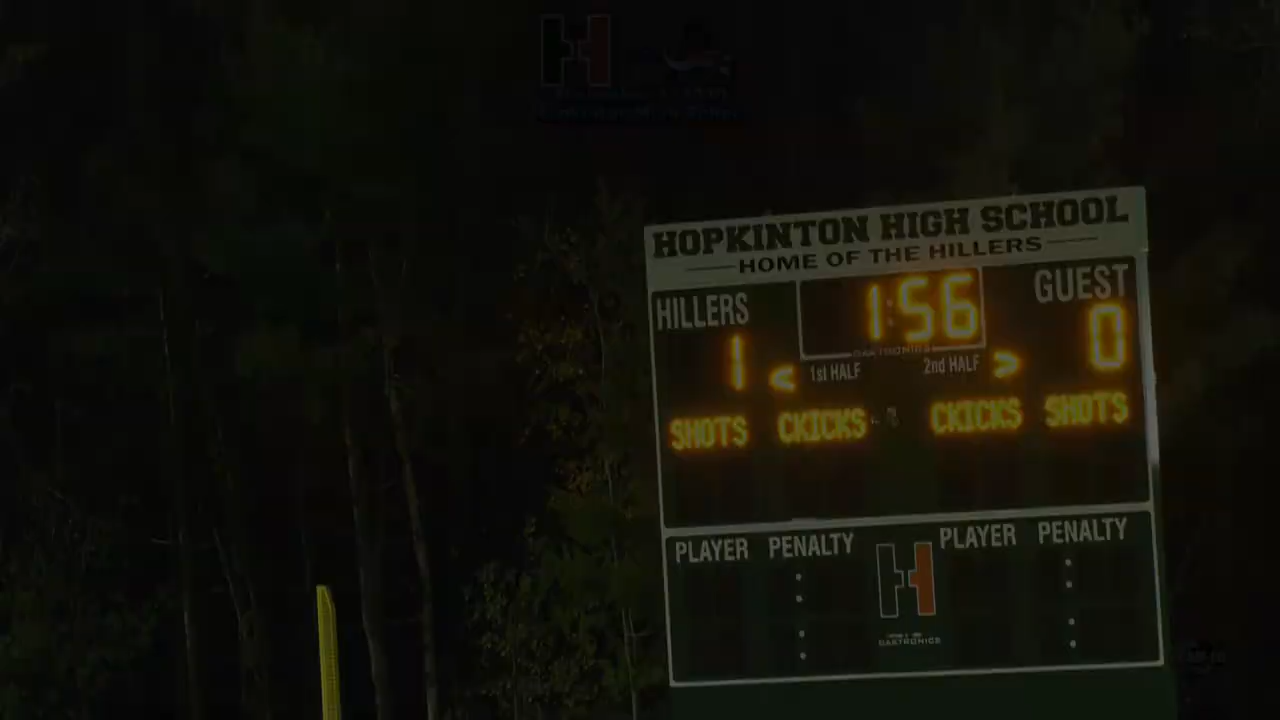 HOPKINTON HIGH SCHOOL
HOME OF THE HILLERS
HILLERS 1:56 GUEST
1 < 1st HALF 2nd HALF > 0
DAKTRONICS
SHOTS CKICKS CKICKS SHOTS
PLAYER PENALTY PLAYER PENALTY
H
DAKTRONICS